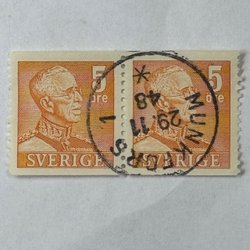 5 öre
5 öre
SVERIGE
SVERIGE
MUNKFORS 1
29.11
48
*